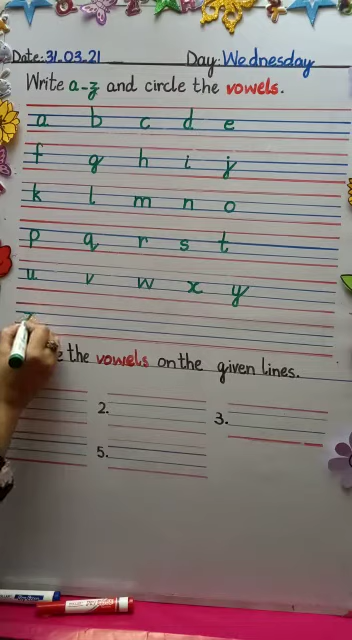 Date: 31.03.21 Day: Wednesday
Write a-z and circle the vowels.
a b c d e
f g h i j
k l m n o
p q r s t
u v w x y
the vowels on the given lines.
2. 3.
5.